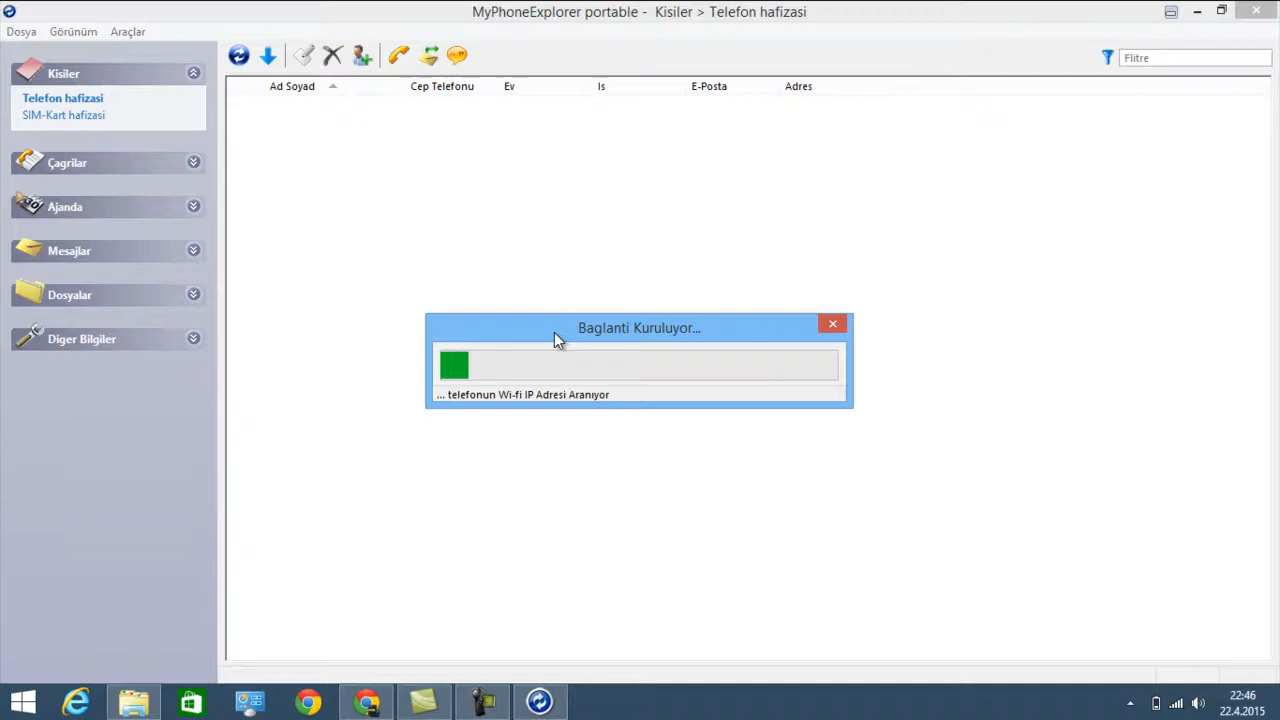 MyPhoneExplorer portable -  Kisiler > Telefon hafizasi
Dosya Görünüm Araçlar
Flitre
Kisiler
Telefon hafizasi
SIM-Kart hafizasi
Çagrilar
Ajanda
Mesajlar
Dosyalar
Diger Bilgiler
Ad Soyad Cep Telefonu Ev Is E-Posta Adres
Baglanti Kuruluyor...
... telefonun Wi-fi IP Adresi Aranıyor
22:46
22.4.2015